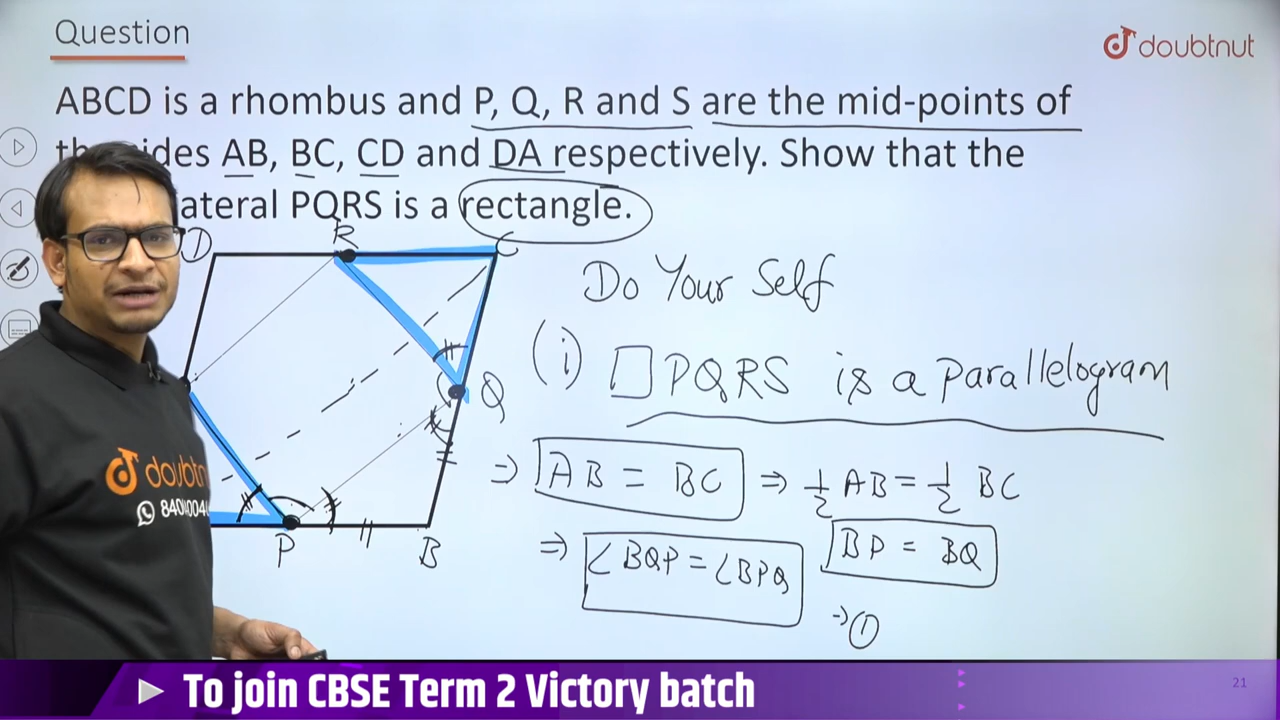 Question
doubtnut
ABCD is a rhombus and P, Q, R and S are the mid-points of
AB, BC, CD and DA respectively. Show that the
PQRS is a rectangle.
D R C
Do Your Self
(i) □ PQRS is a parallelogram
Q
⇒ AB = BC ⇒ 1/2 AB = 1/2 BC
⇒ ∠BQP = ∠BPQ BP = BQ
P B
⇒ ①
doubtn
► To join CBSE Term 2 Victory batch
21